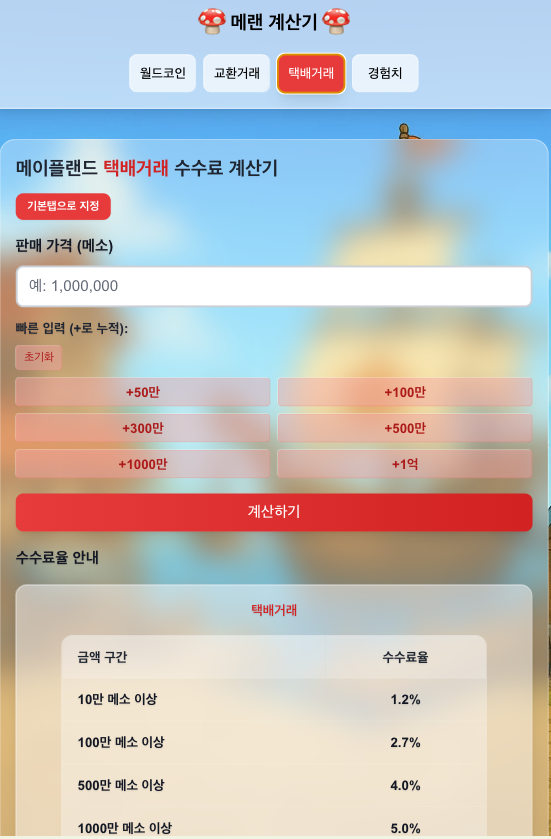 🍄 메랜 계산기 🍄
월드코인 교환거래 택배거래 경험치
메이플랜드 택배거래 수수료 계산기
기본탭으로 지정
판매 가격 (메소)
예: 1,000,000
빠른 입력 (+로 누적):
초기화
+50만 +100만
+300만 +500만
+1000만 +1억
계산하기
수수료율 안내
택배거래
금액 구간 수수료율
10만 메소 이상 1.2%
100만 메소 이상 2.7%
500만 메소 이상 4.0%
1000만 메소 이상 5.0%